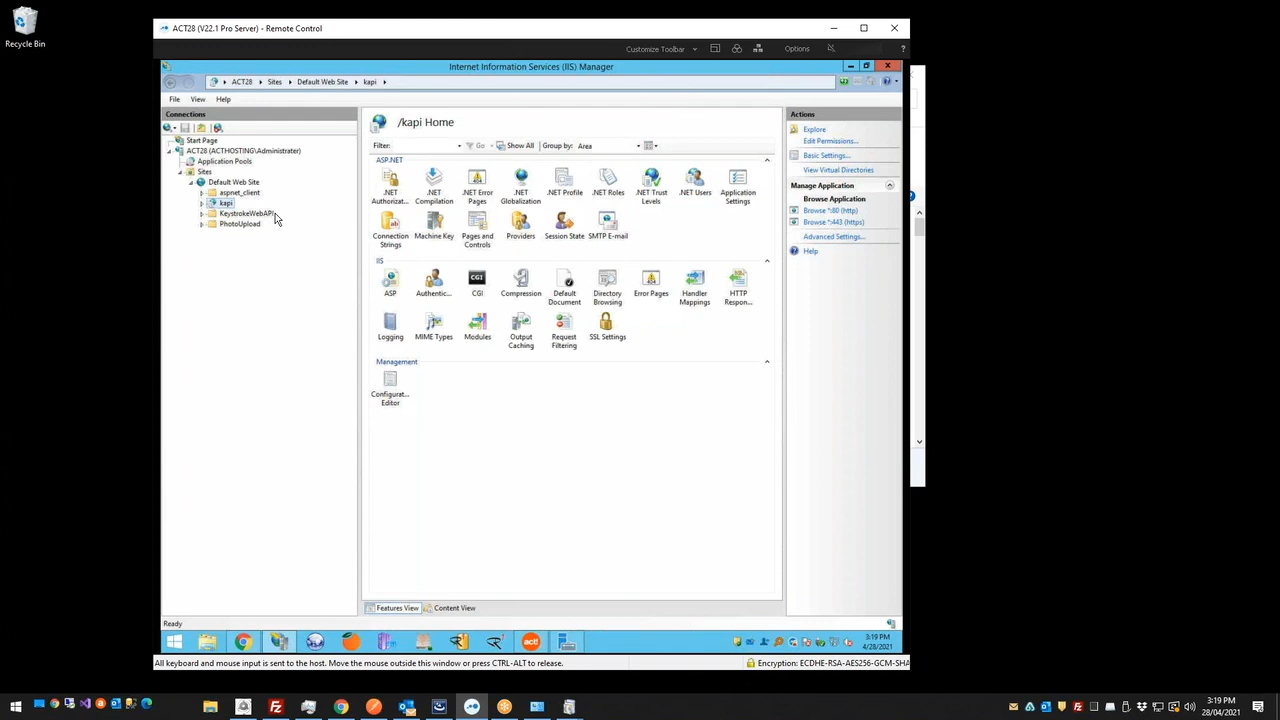 Recycle Bin
ACT28 (V22.1 Pro Server) - Remote Control
Customize Toolbar
Options
?
Internet Information Services (IIS) Manager
ACT28
Sites
Default Web Site
kapi
File View Help
Connections
Start Page
ACT28 (ACTHOSTING\Administrator)
Application Pools
Sites
Default Web Site
aspnet_client
kapi
KeystrokeWebAPI
PhotoUpload
/kapi Home
Filter:
Go
Show All
Group by:
Area
ASP.NET
.NET Authorizat...
.NET Compilation
.NET Error Pages
.NET Globalization
.NET Profile
.NET Roles
.NET Trust Levels
.NET Users
Application Settings
Connection Strings
Machine Key
Pages and Controls
Providers
Session State
SMTP E-mail
IIS
ASP
Authentic...
CGI
Compression
Default Document
Directory Browsing
Error Pages
Handler Mappings
HTTP Respon...
Logging
MIME Types
Modules
Output Caching
Request Filtering
SSL Settings
Management
Configurat... Editor
Features View
Content View
Actions
Explore
Edit Permissions...
Basic Settings...
View Virtual Directories
Manage Application
Browse Application
Browse *:80 (http)
Browse *:443 (https)
Advanced Settings...
Help
Ready
act!
3:19 PM
4/28/2021
All keyboard and mouse input is sent to the host. Move the mouse outside this window or press CTRL-ALT to release.
Encryption: ECDHE-RSA-AES256-GCM-SHA
3:19 PM
28/04/2021